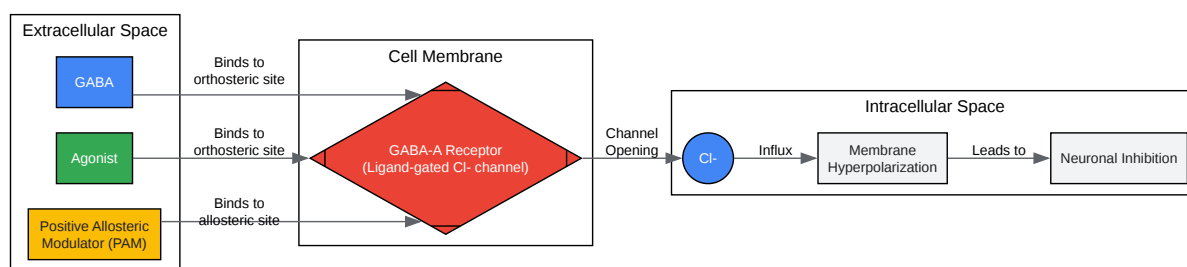 Extracellular Space
GABA
Agonist
Positive Allosteric
Modulator (PAM)
Binds to
orthosteric site
Binds to
orthosteric site
Binds to
allosteric site
Cell Membrane
GABA-A Receptor
(Ligand-gated Cl- channel)
Channel
Opening
Intracellular Space
Cl-
Influx
Membrane
Hyperpolarization
Leads to
Neuronal Inhibition